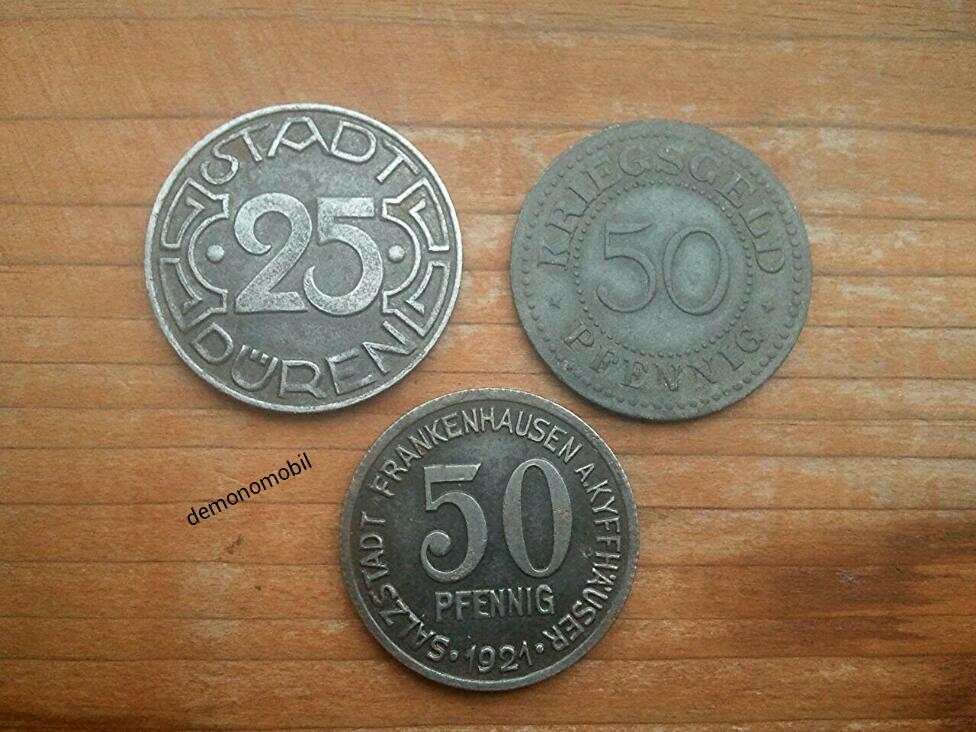 STADT
25
DÜREN
KRIEGSGELD
50
PFENNIG
SALZSTADT FRANKENHAUSEN A.KYFFHÄUSER
50
PFENNIG
•1921•
demonomobil